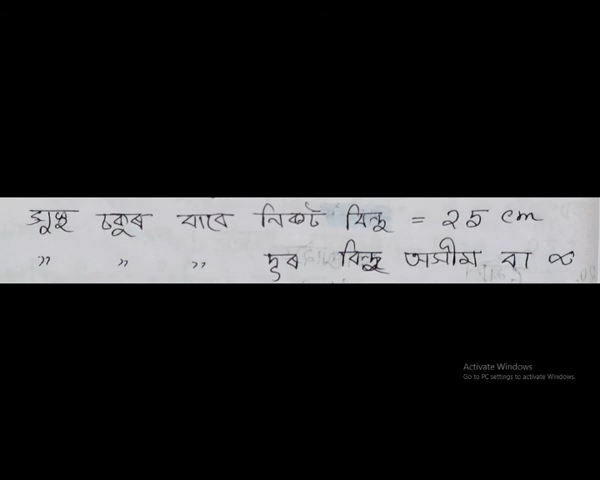 সুস্থ চকুৰ বাবে নিকট বিন্দু = 25 cm
" " " দূৰ বিন্দু অসীম বা ∝
Activate Windows
Go to PC settings to activate Windows.